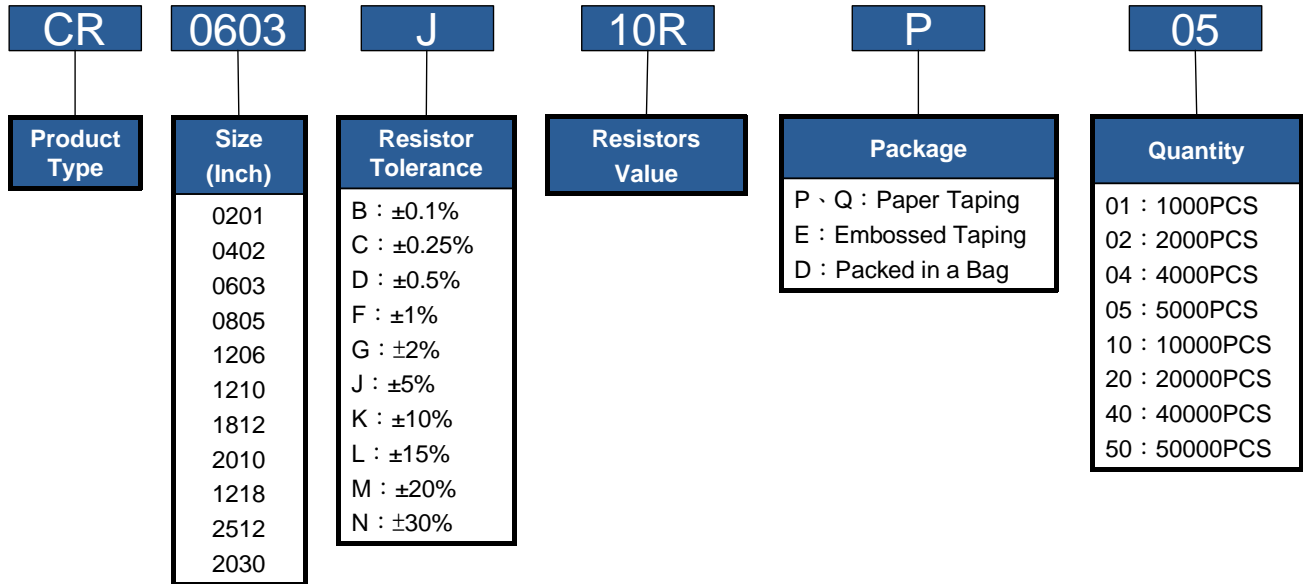 CR 0603 J 10R P 05
Product
Type
Size
(Inch)
0201
0402
0603
0805
1206
1210
1812
2010
1218
2512
2030
Resistor
Tolerance
B：±0.1%
C：±0.25%
D：±0.5%
F：±1%
G：±2%
J：±5%
K：±10%
L：±15%
M：±20%
N：±30%
Resistors
Value
Package
P、Q：Paper Taping
E：Embossed Taping
D：Packed in a Bag
Quantity
01：1000PCS
02：2000PCS
04：4000PCS
05：5000PCS
10：10000PCS
20：20000PCS
40：40000PCS
50：50000PCS